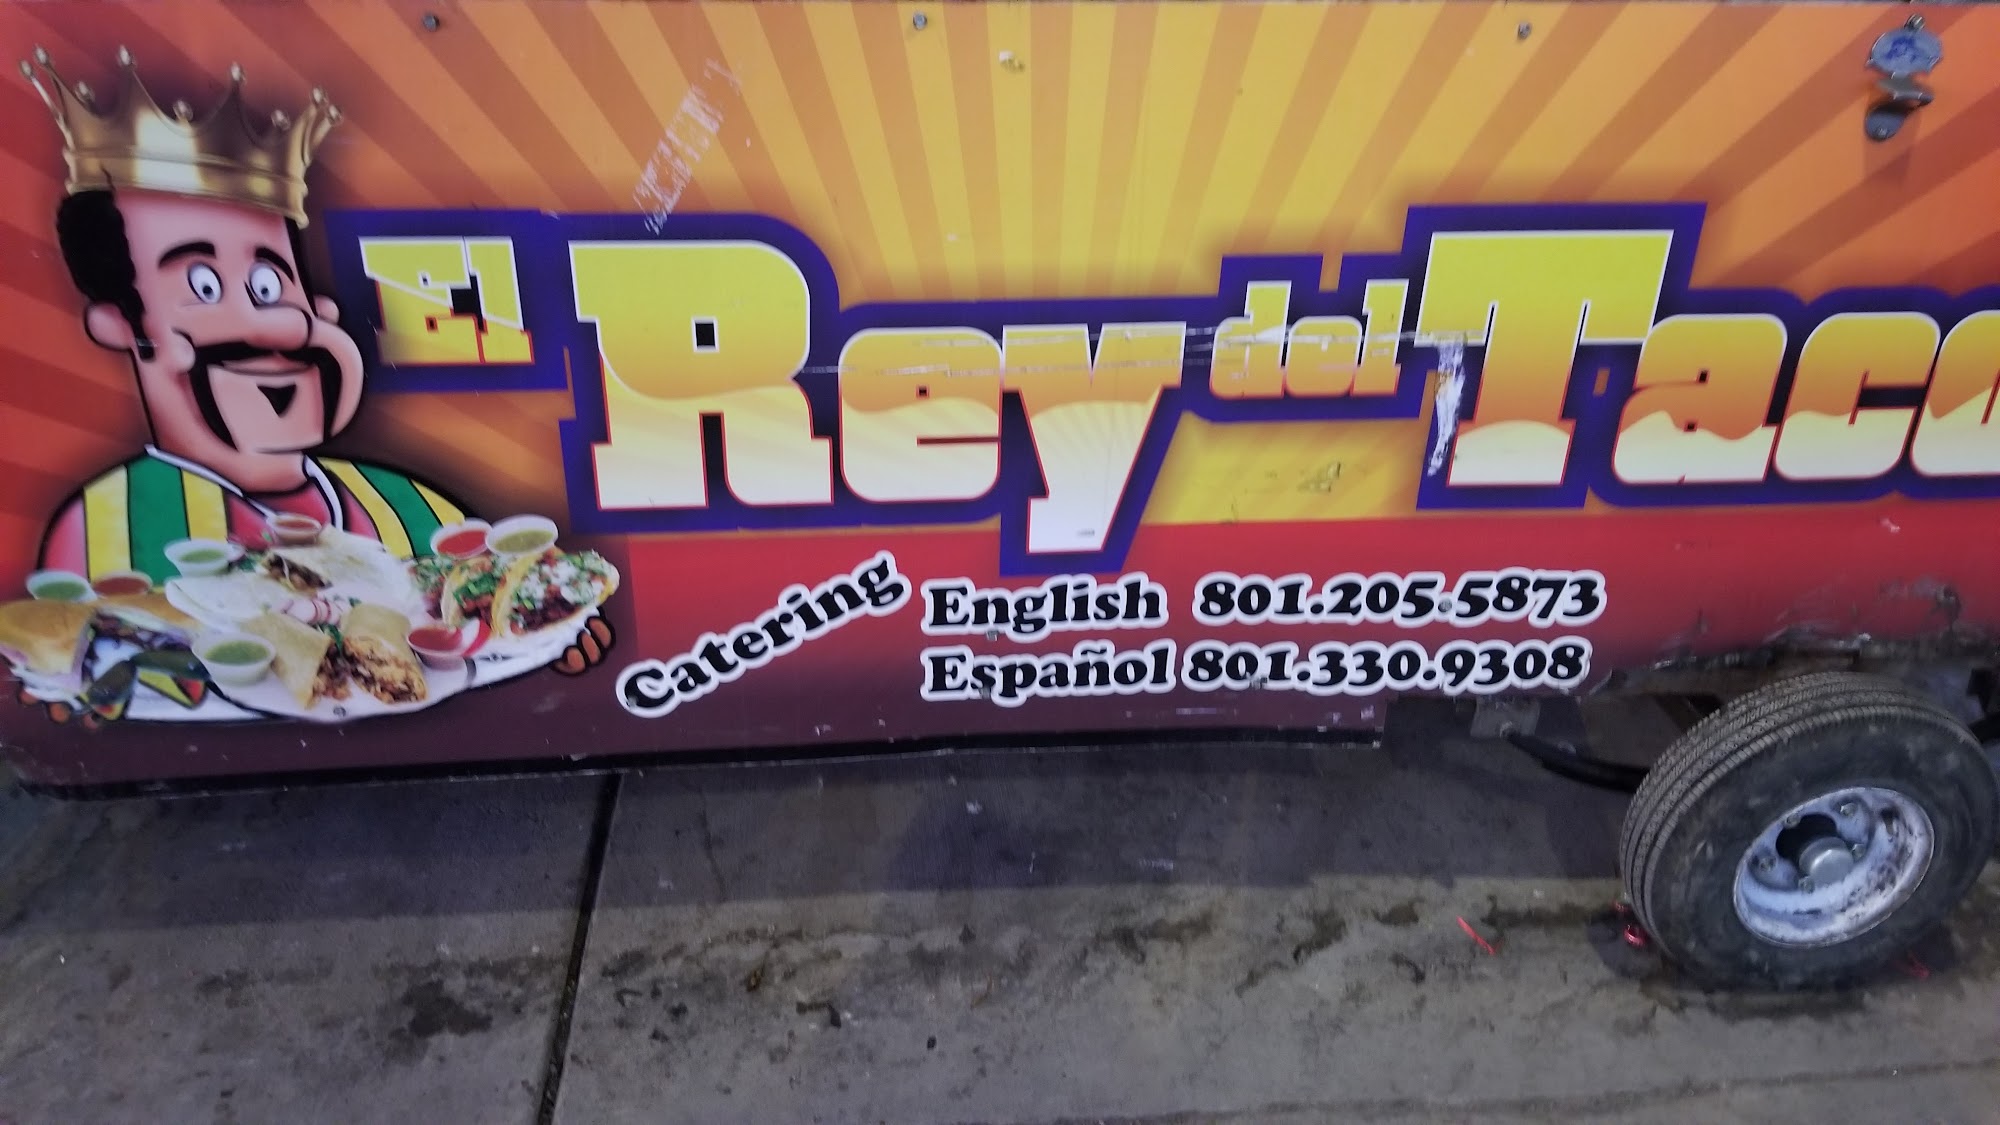 El Rey del Taco
Catering
English 801.205.5873
Español 801.330.9308